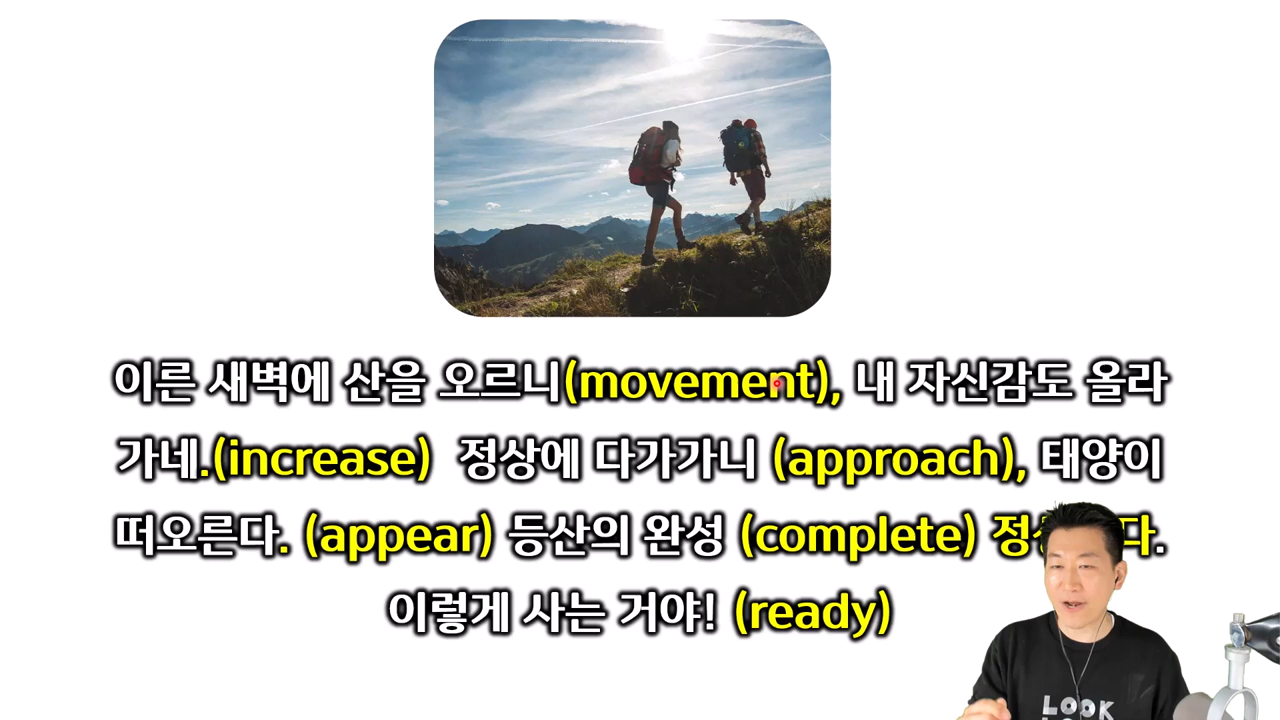 이른 새벽에 산을 오르니(movement), 내 자신감도 올라
가네.(increase) 정상에 다가가니 (approach), 태양이
떠오른다. (appear) 등산의 완성 (complete)
이렇게 사는 거야! (ready)
LOOK